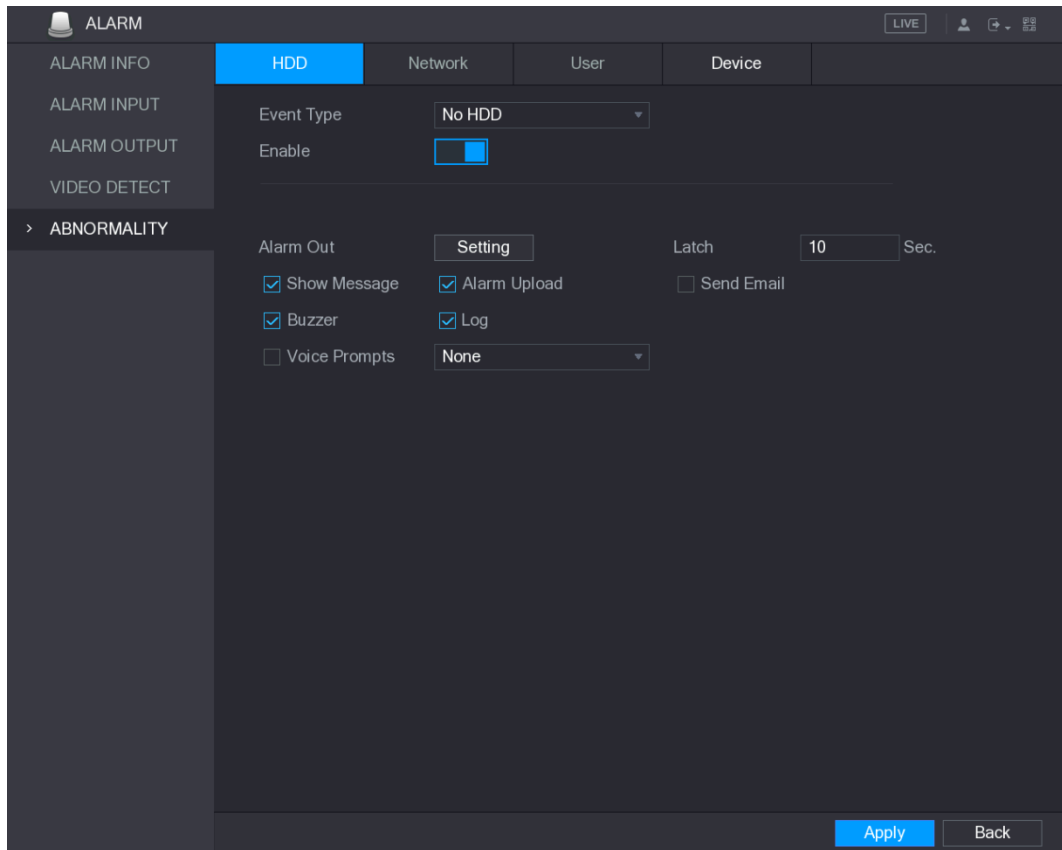 ALARM
LIVE
ALARM INFO
ALARM INPUT
ALARM OUTPUT
VIDEO DETECT
> ABNORMALITY
HDD Network User Device
Event Type No HDD
Enable
Alarm Out Setting Latch 10 Sec.
Show Message Alarm Upload Send Email
Buzzer Log
Voice Prompts None
Apply Back